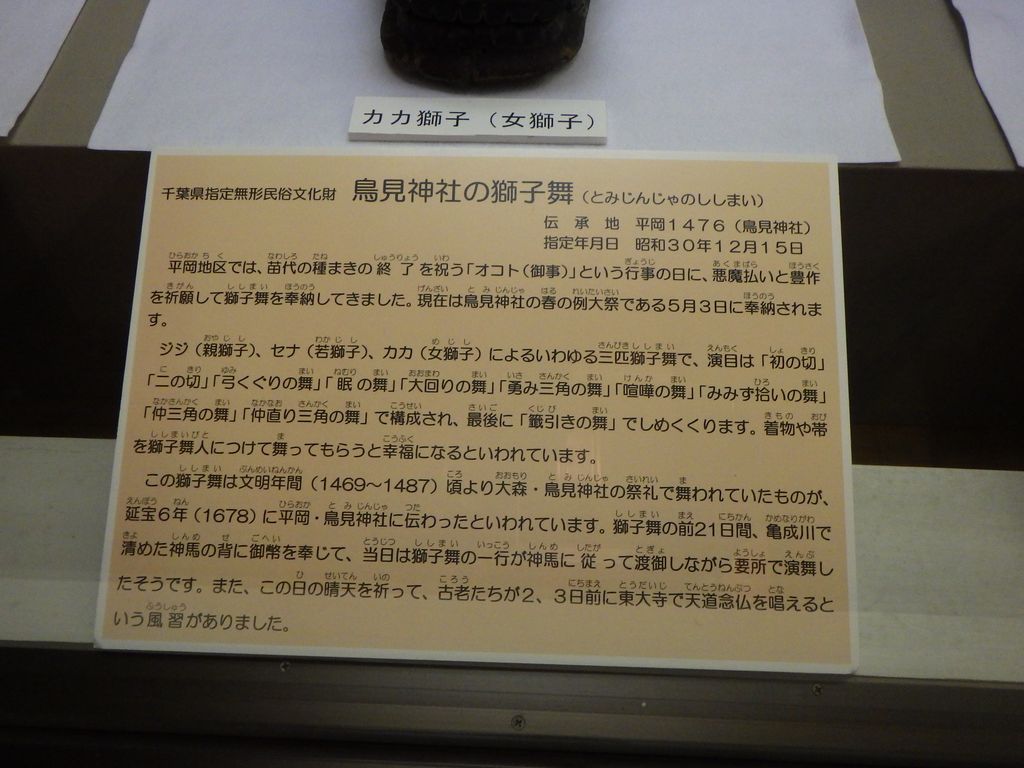 カカ獅子（女獅子）
千葉県指定無形民俗文化財　鳥見神社の獅子舞（とみじんじゃのししまい）
伝　承　地　平岡１４７６（鳥見神社）
指定年月日　昭和３０年１２月１５日
平岡地区では、苗代の種まきの終了を祝う「オコト（御事）」という行事の日に、悪魔払いと豊作
を祈願して獅子舞を奉納してきました。現在は鳥見神社の春の例大祭である５月３日に奉納されま
す。
ジジ（親獅子）、セナ（若獅子）、カカ（女獅子）によるいわゆる三匹獅子舞で、演目は「初の切」
「二の切」「弓くぐりの舞」「眠の舞」「大回りの舞」「勇み三角の舞」「喧嘩の舞」「みみず拾いの舞」
「仲三角の舞」「仲直り三角の舞」で構成され、最後に「籤引きの舞」でしめくくります。着物や帯
を獅子舞人につけて舞ってもらうと幸福になるといわれています。
この獅子舞は文明年間（1469～1487）頃より大森・鳥見神社の祭礼で舞われていたものが、
延宝６年（1678）に平岡・鳥見神社に伝わったといわれています。獅子舞の前21日間、亀成川で
清めた神馬の背に御幣を奉じて、当日は獅子舞の一行が神馬に従って渡御しながら要所で演舞し
たそうです。また、この日の晴天を祈って、古老たちが２、３日前に東大寺で天道念仏を唱えると
いう風習がありました。